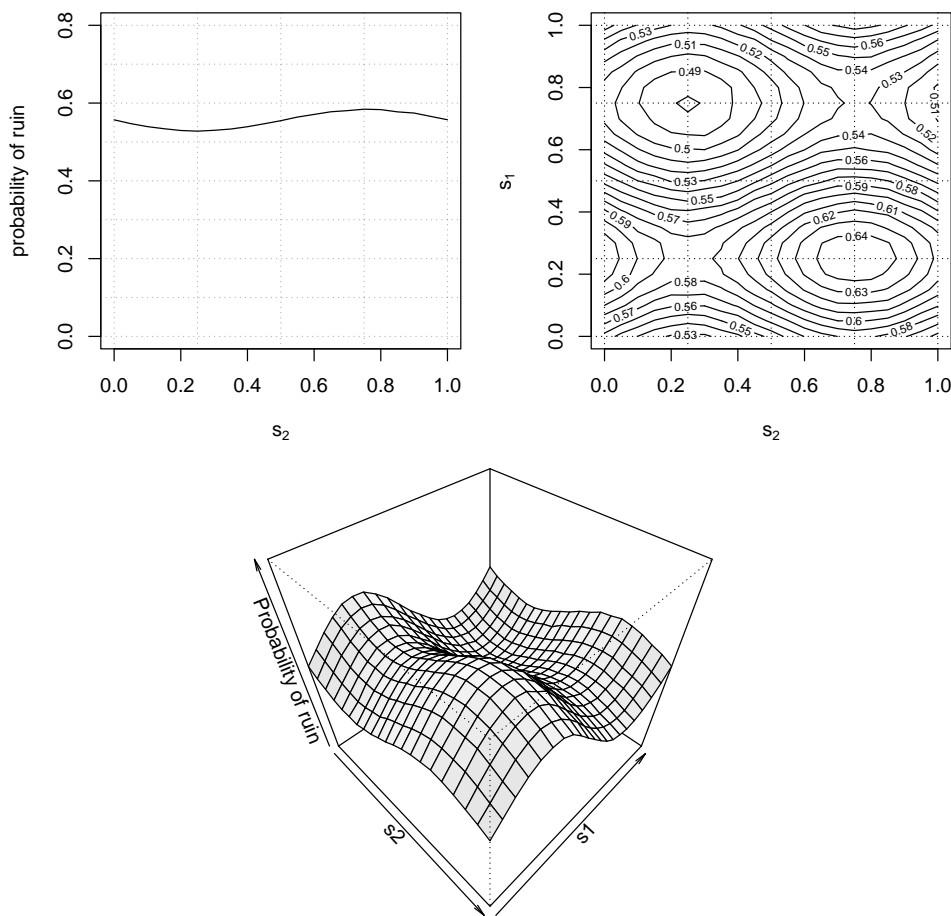 probability of ruin
0.0 0.2 0.4 0.6 0.8
0.0 0.2 0.4 0.6 0.8 1.0
s2
s1
0.0 0.2 0.4 0.6 0.8 1.0
0.53 0.51 0.52 0.55 0.56
0.49 0.54 0.53 0.51
0.52
0.5 0.54
0.53 0.56
0.55 0.59 0.58
0.59 0.57 0.62 0.61
0.64
0.6 0.58 0.63
0.57 0.56 0.6
0.53 0.55 0.58
0.0 0.2 0.4 0.6 0.8 1.0
s2
Probability of ruin
s2
s1